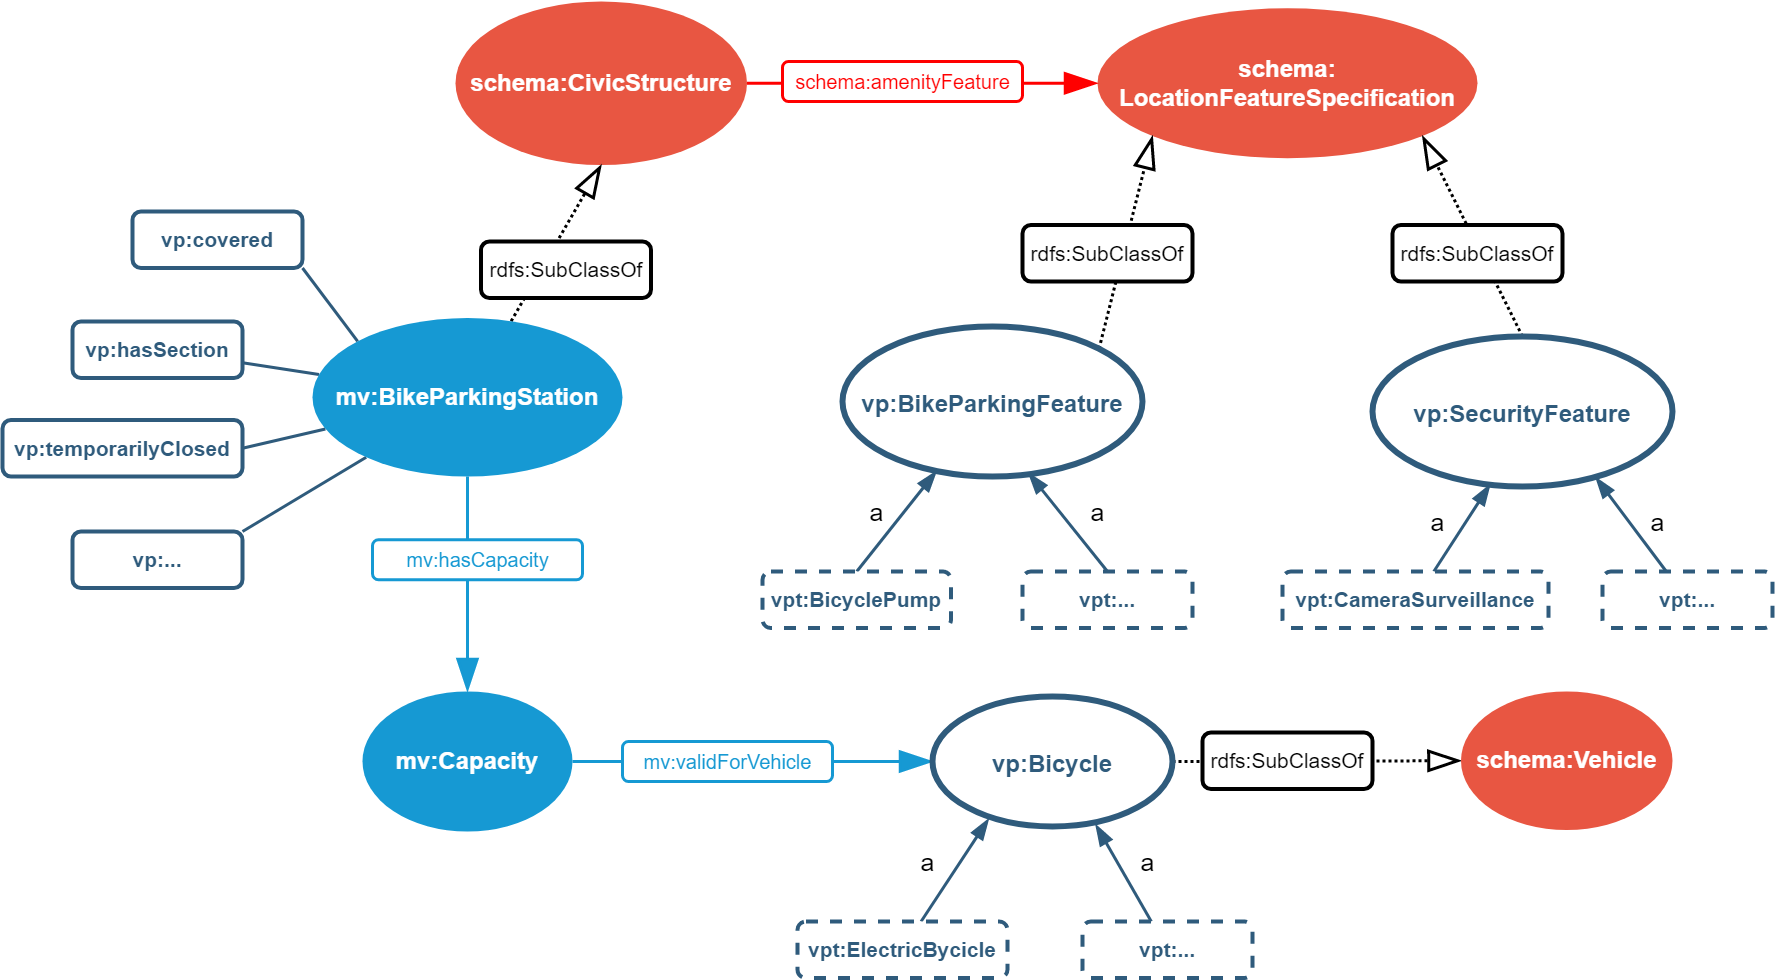 schema:CivicStructure
schema:amenityFeature
schema:
LocationFeatureSpecification
vp:covered
rdfs:SubClassOf
rdfs:SubClassOf
rdfs:SubClassOf
vp:hasSection
mv:BikeParkingStation
vp:BikeParkingFeature
vp:SecurityFeature
vp:temporarilyClosed
a
a
a
a
vp:...
mv:hasCapacity
vpt:BicyclePump
vpt:...
vpt:CameraSurveillance
vpt:...
mv:Capacity
mv:validForVehicle
vp:Bicycle
rdfs:SubClassOf
schema:Vehicle
a
a
vpt:ElectricBycicle
vpt:...